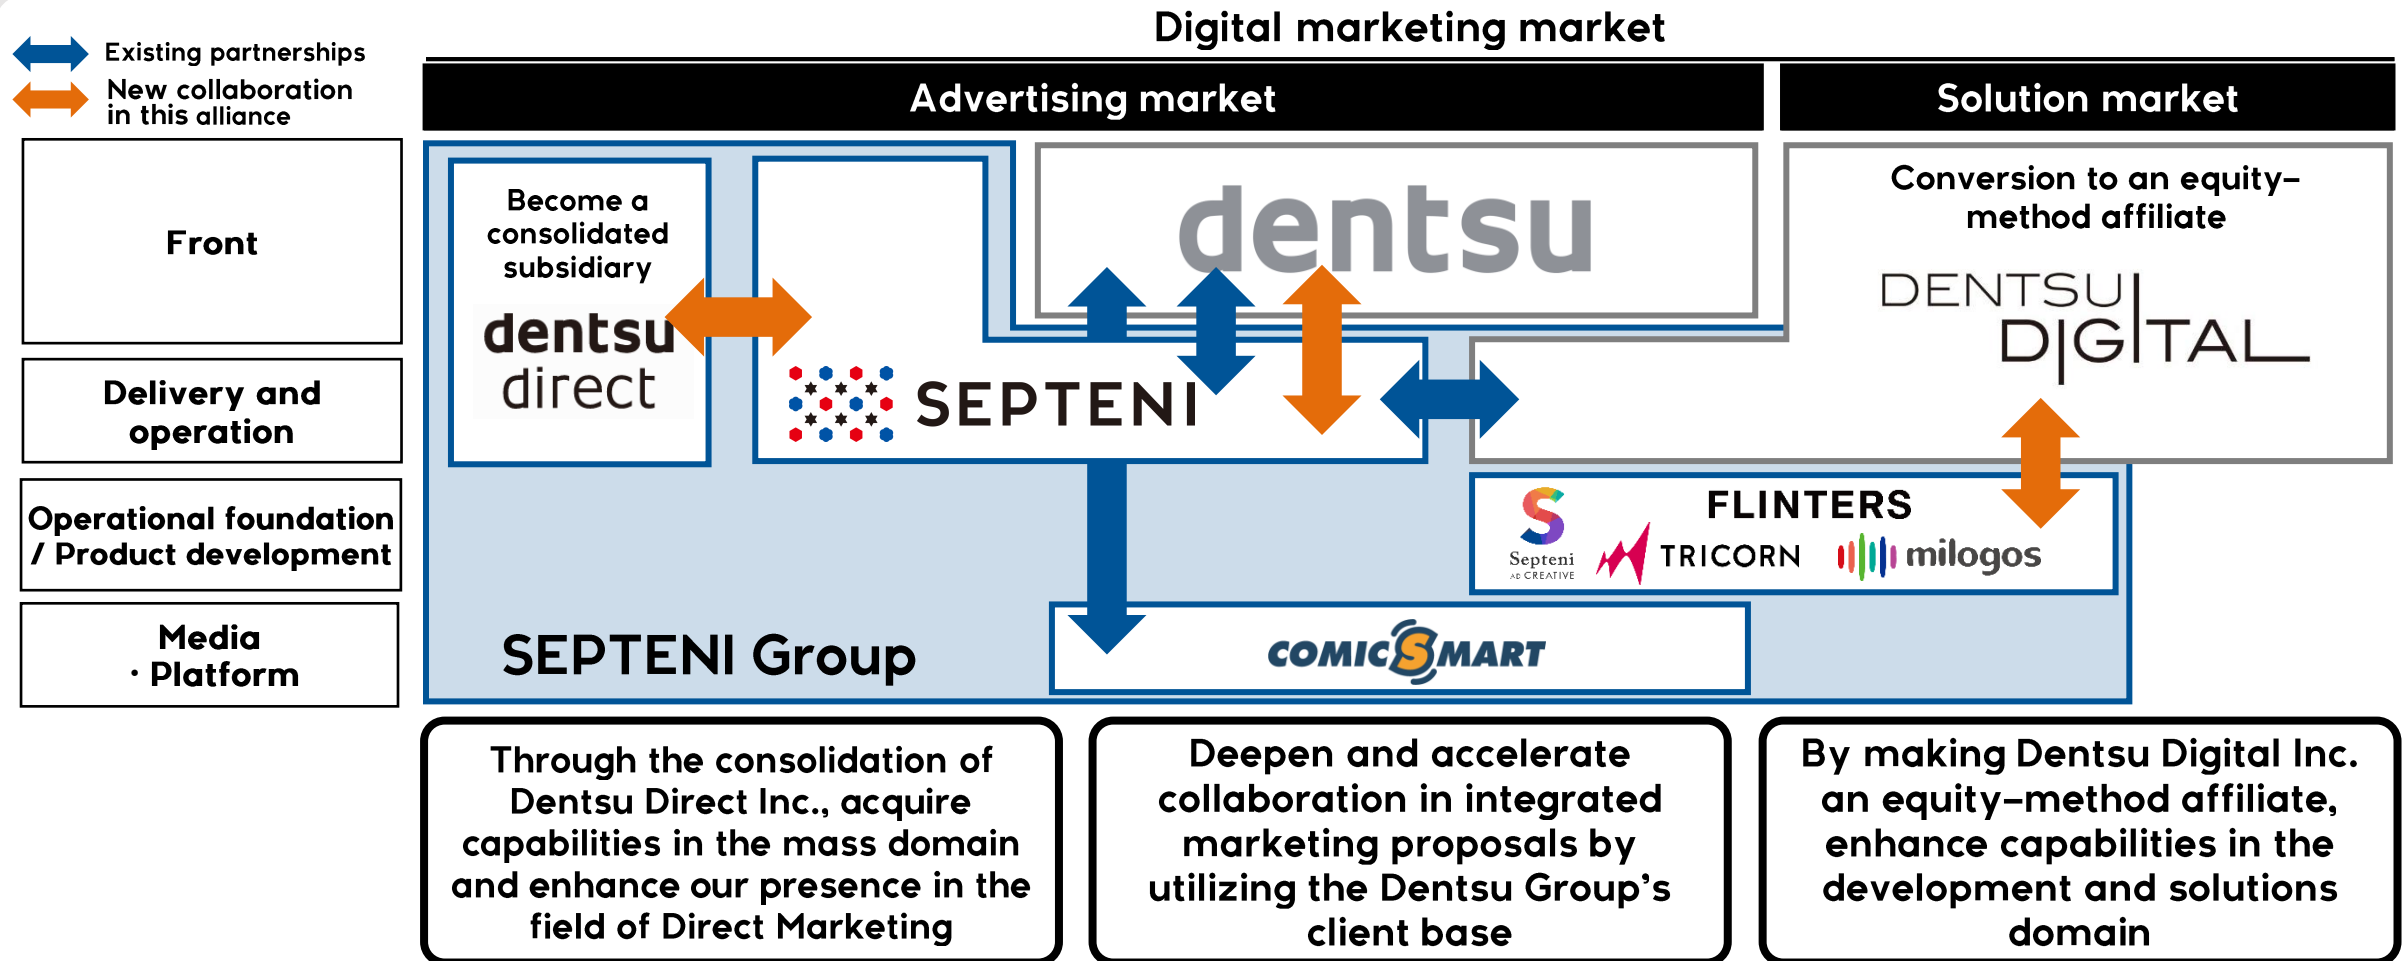 Digital marketing market
Existing partnerships
New collaboration
in this alliance
Advertising market
Solution market
Front
Delivery and
operation
Operational foundation
/ Product development
Media
・Platform
Become a
consolidated
subsidiary
dentsu
direct
SEPTENI
dentsu
Conversion to an equity-
method affiliate
DENTSU
DIGITAL
FLINTERS
Septeni
AD CREATIVE
TRICORN
milogos
SEPTENI Group
COMICSMART
Through the consolidation of
Dentsu Direct Inc., acquire
capabilities in the mass domain
and enhance our presence in the
field of Direct Marketing
Deepen and accelerate
collaboration in integrated
marketing proposals by
utilizing the Dentsu Group's
client base
By making Dentsu Digital Inc.
an equity-method affiliate,
enhance capabilities in the
development and solutions
domain